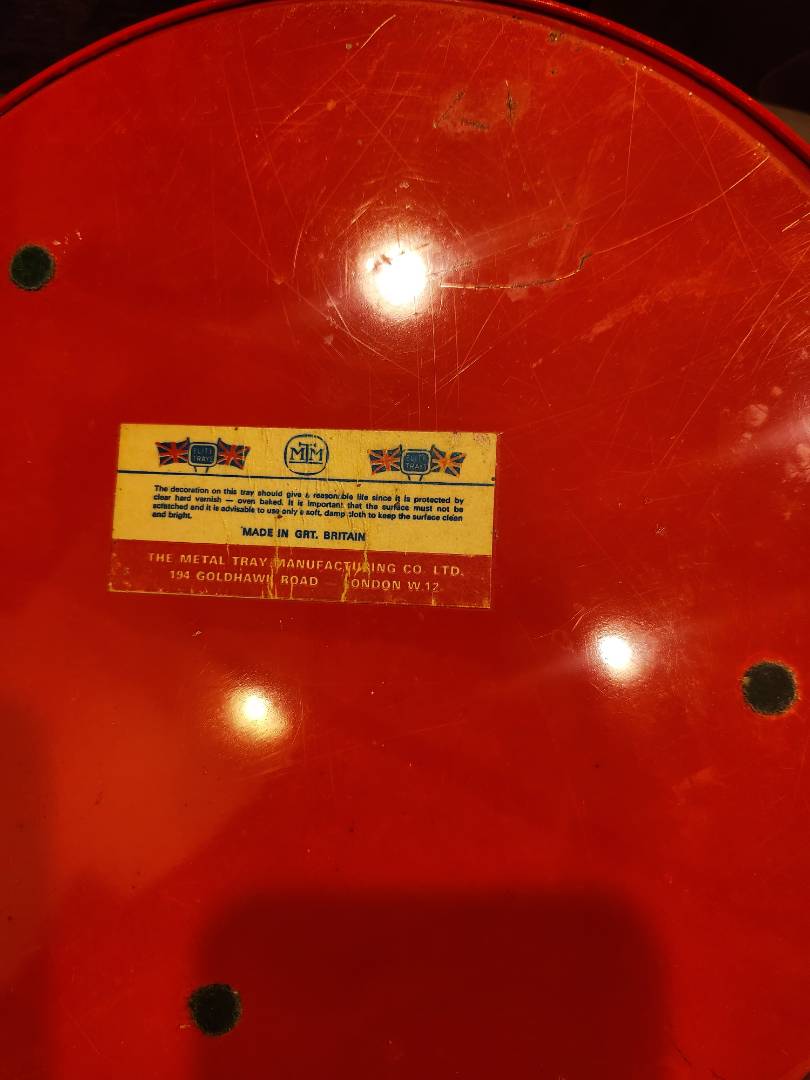 ELITE TRAYS MTM ELITE TRAYS
The decoration on this tray should give a reasonable life since it is protected by
clear hard varnish — oven baked. It is important that the surface must not be
scratched and it is advisable to use only a soft, damp cloth to keep the surface clean
and bright.
MADE IN GRT. BRITAIN
THE METAL TRAY MANUFACTURING CO. LTD.
194 GOLDHAWK ROAD LONDON W.12